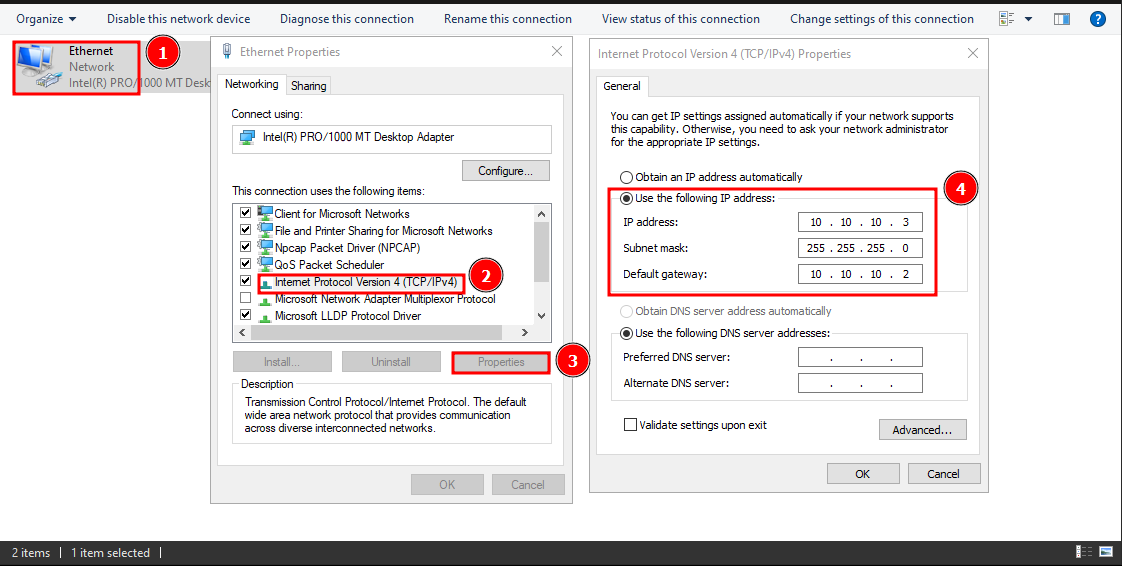 Organize
Disable this network device
Diagnose this connection
Rename this connection
View status of this connection
Change settings of this connection
?
Ethernet
Network
Intel(R) PRO/1000 MT Desk
1
Ethernet Properties
Networking
Sharing
Connect using:
Intel(R) PRO/1000 MT Desktop Adapter
Configure...
This connection uses the following items:
Client for Microsoft Networks
File and Printer Sharing for Microsoft Networks
Npcap Packet Driver (NPCAP)
QoS Packet Scheduler
Internet Protocol Version 4 (TCP/IPv4)
2
Microsoft Network Adapter Multiplexor Protocol
Microsoft LLDP Protocol Driver
Install...
Uninstall
Properties
3
Description
Transmission Control Protocol/Internet Protocol. The default
wide area network protocol that provides communication
across diverse interconnected networks.
OK
Cancel
Internet Protocol Version 4 (TCP/IPv4) Properties
General
You can get IP settings assigned automatically if your network supports
this capability. Otherwise, you need to ask your network administrator
for the appropriate IP settings.
Obtain an IP address automatically
4
Use the following IP address:
IP address:
10 . 10 . 10 . 3
Subnet mask:
255 . 255 . 255 . 0
Default gateway:
10 . 10 . 10 . 2
Obtain DNS server address automatically
Use the following DNS server addresses:
Preferred DNS server:
. . .
Alternate DNS server:
. . .
Validate settings upon exit
Advanced...
OK
Cancel
2 items
1 item selected